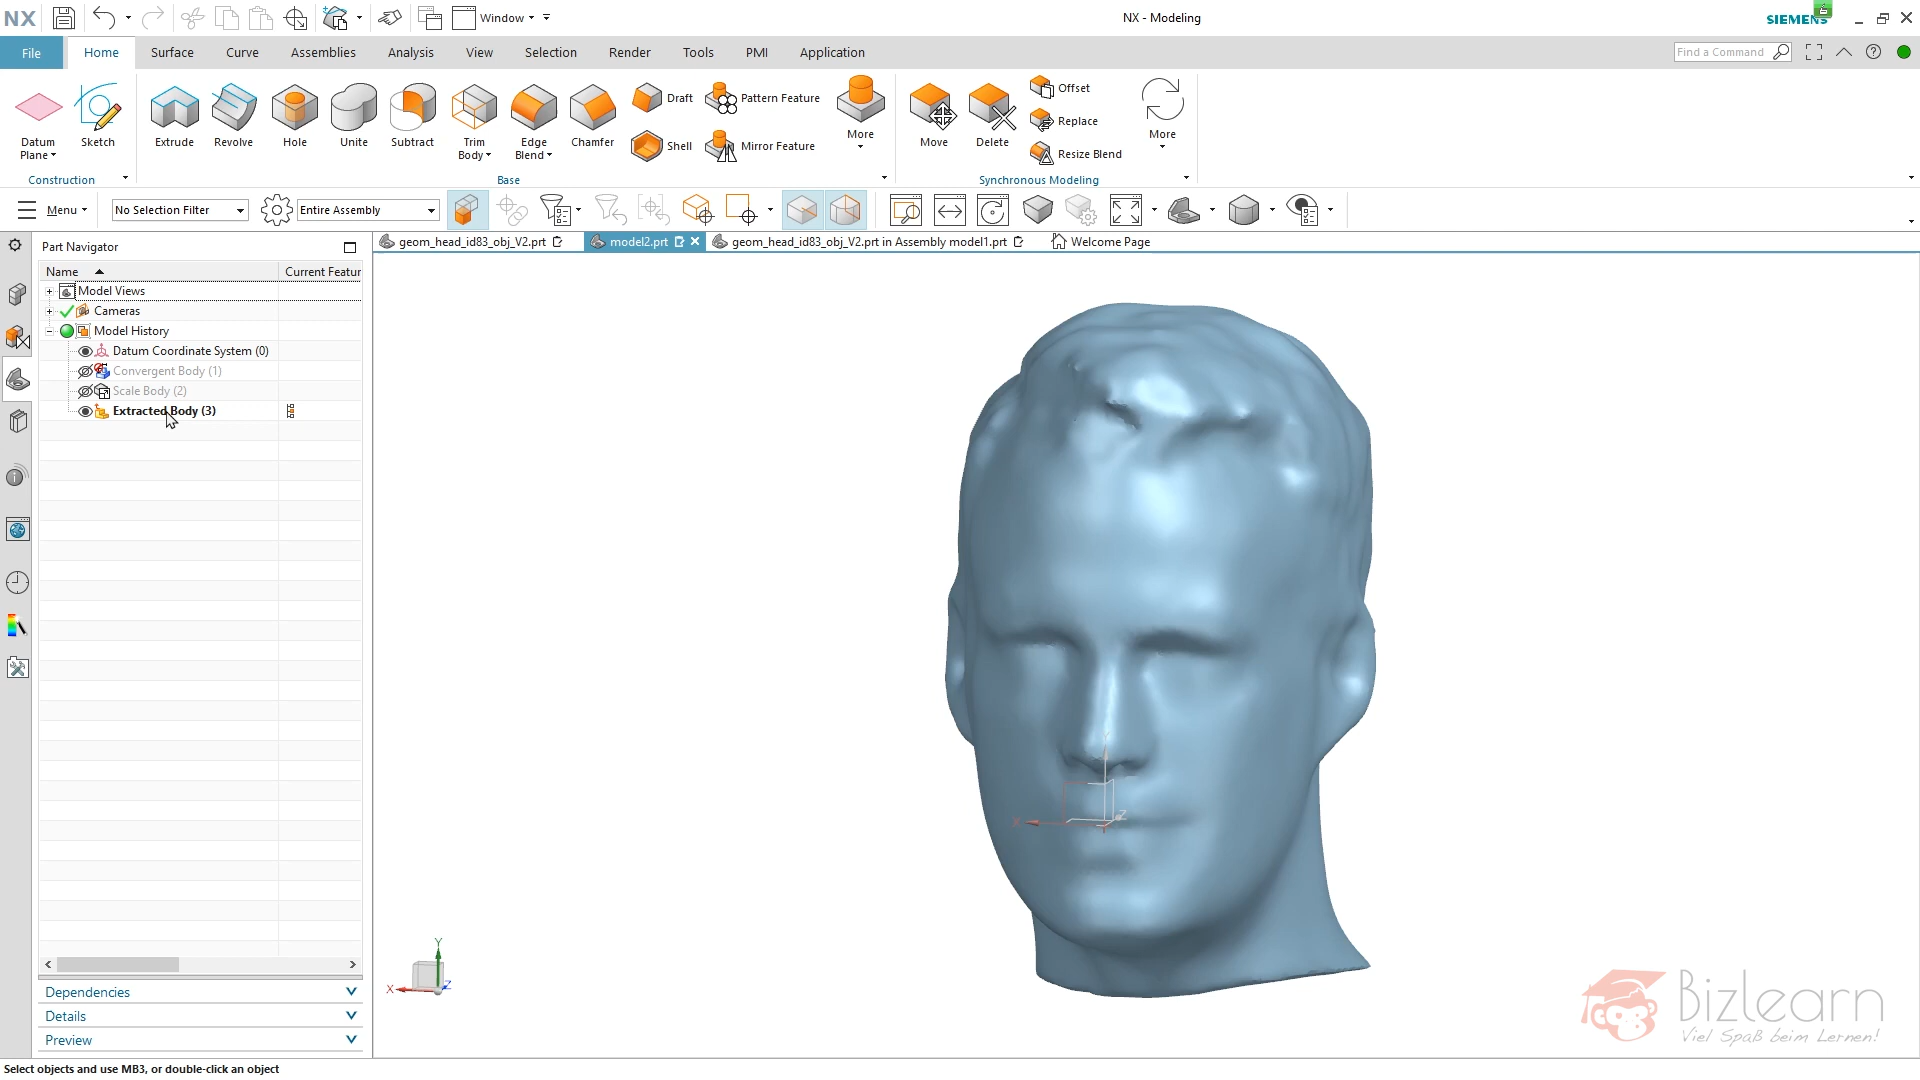 NX
Window
NX - Modeling
SIEMENS
File
Home
Surface
Curve
Assemblies
Analysis
View
Selection
Render
Tools
PMI
Application
Find a Command
Datum Plane
Sketch
Extrude
Revolve
Hole
Unite
Subtract
Trim Body
Edge Blend
Chamfer
Draft
Shell
Pattern Feature
Mirror Feature
More
Move
Delete
Offset
Replace
Resize Blend
More
Construction
Base
Synchronous Modeling
Menu
No Selection Filter
Entire Assembly
Part Navigator
geom_head_id83_obj_V2.prt
model2.prt
geom_head_id83_obj_V2.prt in Assembly model1.prt
Welcome Page
Name
Current Featur
Model Views
Cameras
Model History
Datum Coordinate System (0)
Convergent Body (1)
Scale Body (2)
Extracted Body (3)
Y
X
Z
Y
X
Z
Dependencies
Details
Preview
Bizlearn
Viel Spaß beim Lernen!
Select objects and use MB3, or double-click an object